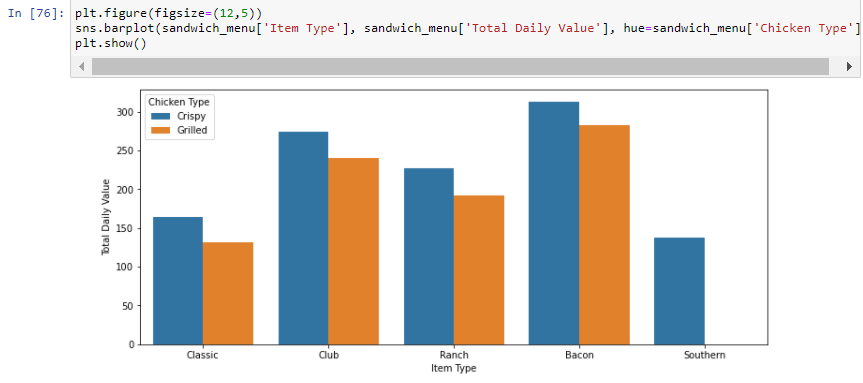 In [76]: plt.figure(figsize=(12,5))
sns.barplot(sandwich_menu['Item Type'], sandwich_menu['Total Daily Value'], hue=sandwich_menu['Chicken Type']
plt.show()
Chicken Type
Crispy
Grilled
300
250
200
150
100
50
0
Total Daily Value
Classic Club Ranch Bacon Southern
Item Type